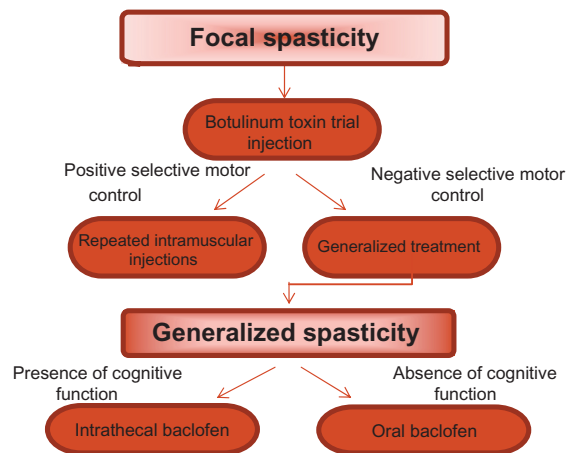 Focal spasticity
Botulinum toxin trial
injection
Positive selective motor
control
Negative selective motor
control
Repeated intramuscular
injections
Generalized treatment
Generalized spasticity
Presence of cognitive
function
Absence of cognitive
function
Intrathecal baclofen
Oral baclofen